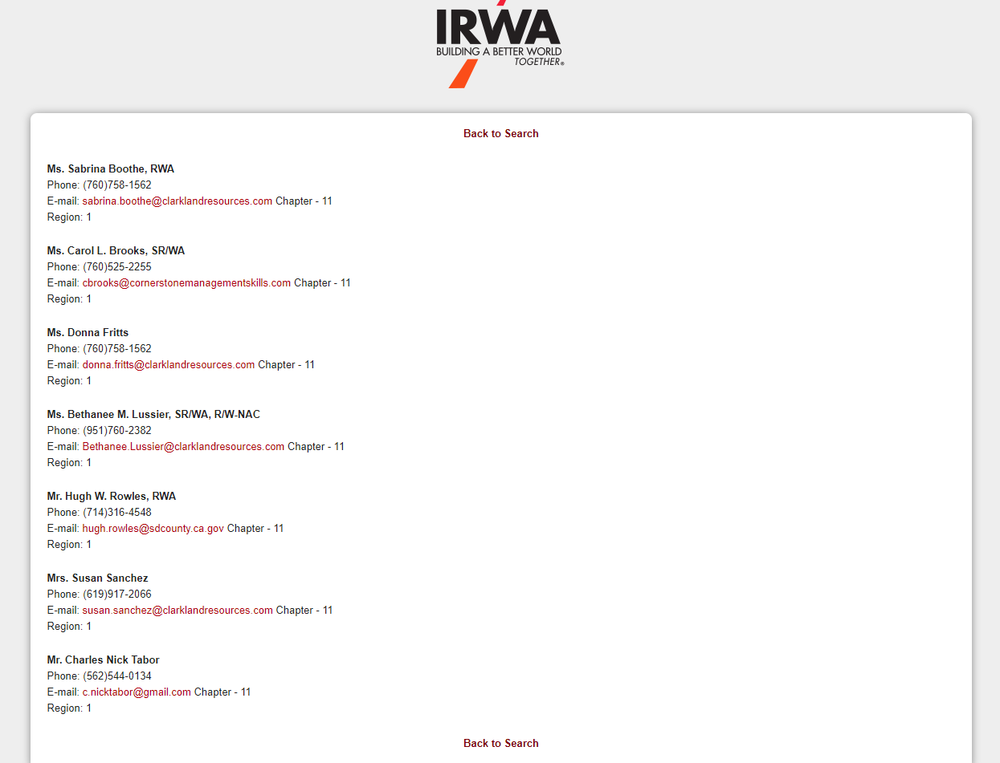 IRWA
BUILDING A BETTER WORLD
TOGETHER®
Back to Search
Ms. Sabrina Boothe, RWA
Phone: (760)758-1562
E-mail: sabrina.boothe@clarklandresources.com Chapter - 11
Region: 1
Ms. Carol L. Brooks, SR/WA
Phone: (760)525-2255
E-mail: cbrooks@cornerstonemanagementskills.com Chapter - 11
Region: 1
Ms. Donna Fritts
Phone: (760)758-1562
E-mail: donna.fritts@clarklandresources.com Chapter - 11
Region: 1
Ms. Bethanee M. Lussier, SR/WA, R/W-NAC
Phone: (951)760-2382
E-mail: Bethanee.Lussier@clarklandresources.com Chapter - 11
Region: 1
Mr. Hugh W. Rowles, RWA
Phone: (714)316-4548
E-mail: hugh.rowles@sdcounty.ca.gov Chapter - 11
Region: 1
Mrs. Susan Sanchez
Phone: (619)917-2066
E-mail: susan.sanchez@clarklandresources.com Chapter - 11
Region: 1
Mr. Charles Nick Tabor
Phone: (562)544-0134
E-mail: c.nicktabor@gmail.com Chapter - 11
Region: 1
Back to Search